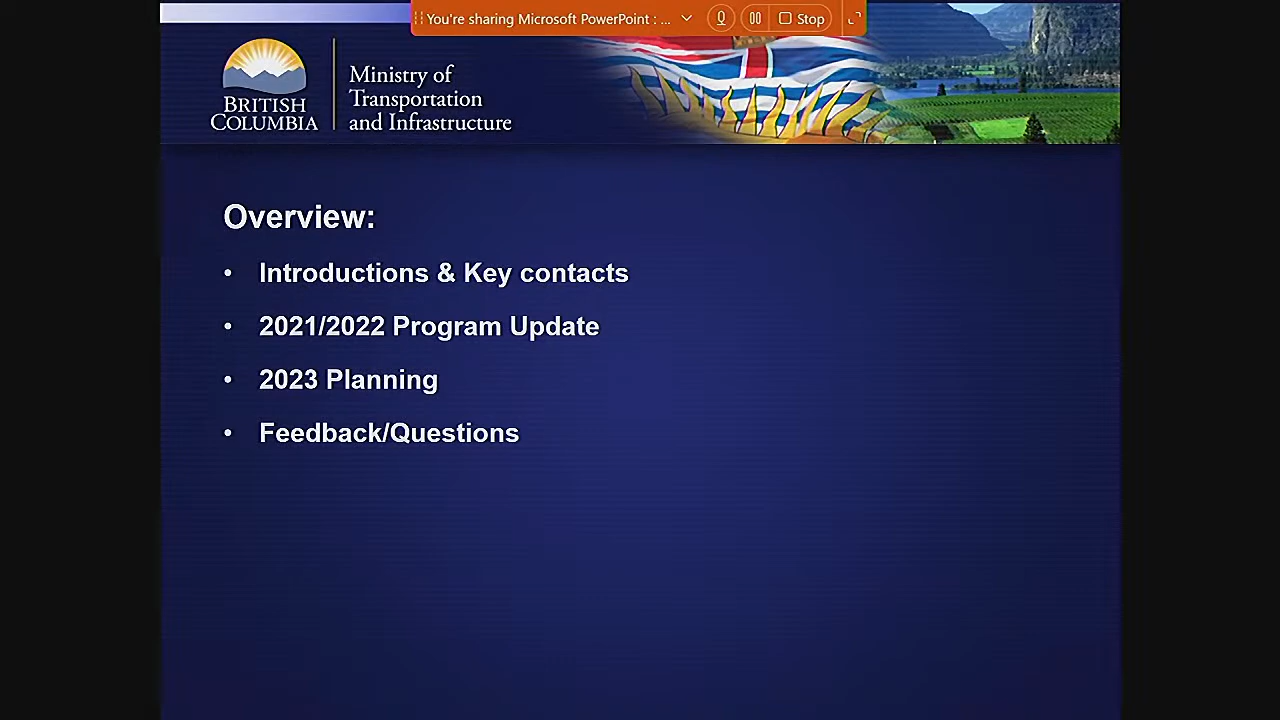 You're sharing Microsoft PowerPoint : ...
Stop
BRITISH
COLUMBIA
Ministry of
Transportation
and Infrastructure
Overview:
• Introductions & Key contacts
• 2021/2022 Program Update
• 2023 Planning
• Feedback/Questions